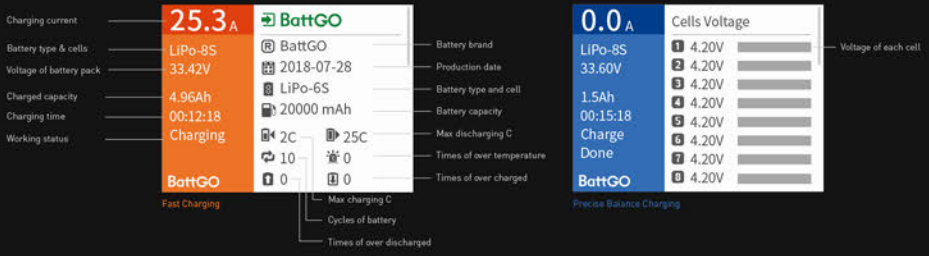 Charging current
Battery type & cells
Voltage of battery pack
Charged capacity
Charging time
Working status
25.3 A
LiPo-8S
33.42V
4.96Ah
00:12:18
Charging
BattGO
Fast Charging
BattGO
R BattGO
2018-07-28
LiPo-6S
20000 mAh
2C
25C
10
0
0
0
Battery brand
Production date
Battery type and cell
Battery capacity
Max discharging C
Times of over temperature
Times of over charged
Max charging C
Cycles of battery
Times of over discharged
0.0 A
LiPo-8S
33.60V
1.5Ah
00:15:18
Charge
Done
BattGO
Precise Balance Charging
Cells Voltage
1 4.20V
2 4.20V
3 4.20V
4 4.20V
5 4.20V
6 4.20V
7 4.20V
8 4.20V
Voltage of each cell